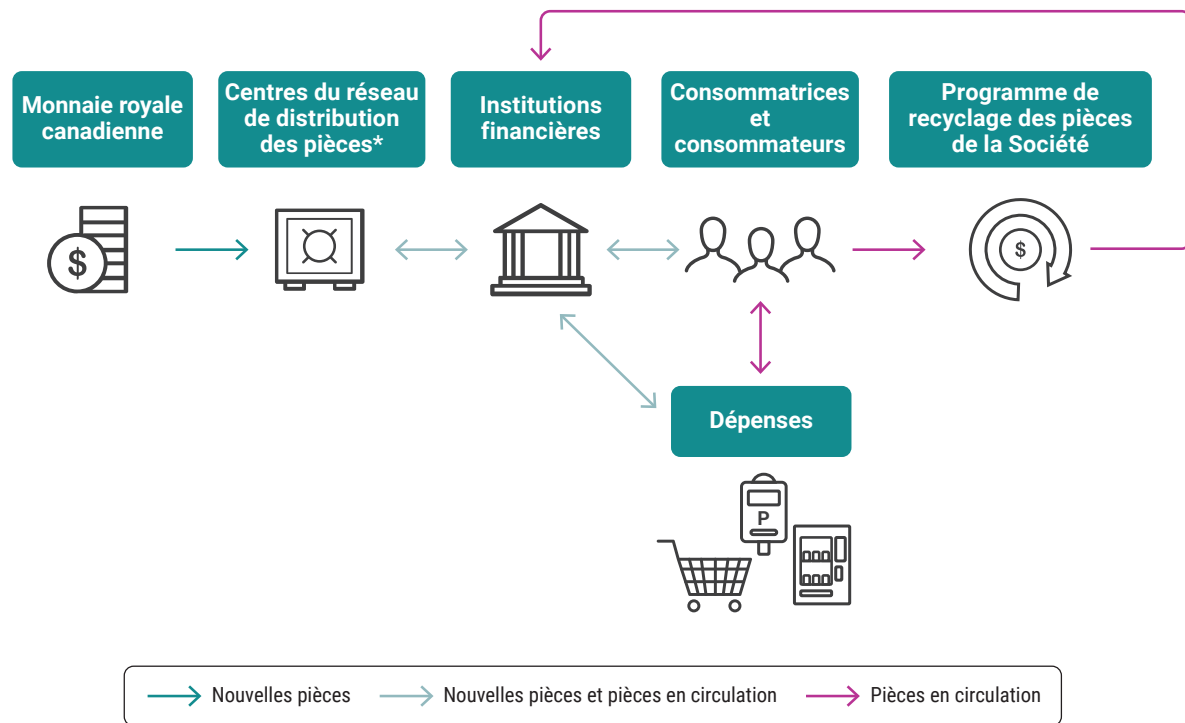 Monnaie royale
canadienne
Centres du réseau
de distribution
des pièces*
Institutions
financières
Consommatrices
et
consommateurs
Programme de
recyclage des pièces
de la Société
$
$
Dépenses
P
Nouvelles pièces
Nouvelles pièces et pièces en circulation
Pièces en circulation